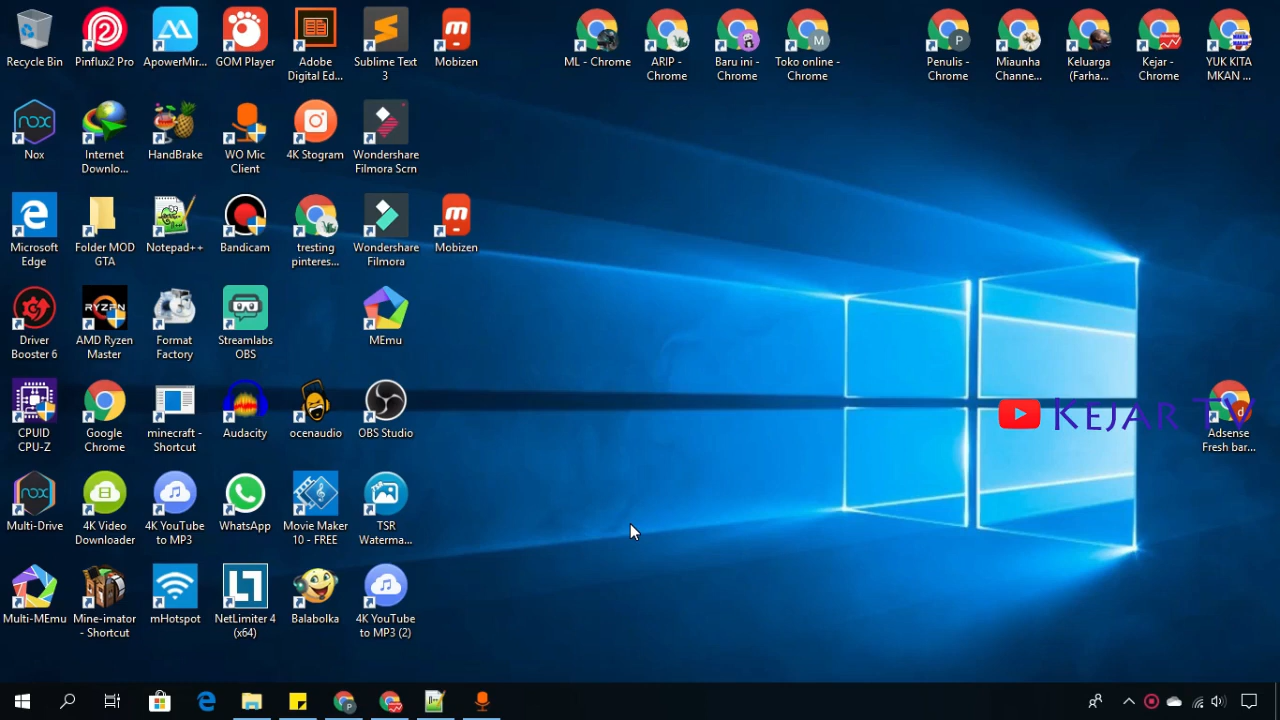 Recycle Bin
Pinflux2 Pro
ApowerMir...
GOM Player
Adobe
Digital Ed...
Sublime Text
3
Mobizen
ML - Chrome
ARIP -
Chrome
Baru ini -
Chrome
Toko online -
Chrome
Penulis -
Chrome
Miaunha
Channe...
Keluarga
(Farha...
Kejar -
Chrome
YUK KITA
MKAN ...
Nox
Internet
Downlo...
HandBrake
WO Mic
Client
4K Stogram
Wondershare
Filmora Scrn
Microsoft
Edge
Folder MOD
GTA
Notepad++
Bandicam
tresting
pinteres...
Wondershare
Filmora
Mobizen
Driver
Booster 6
RYZEN
AMD Ryzen
Master
Format
Factory
Streamlabs
OBS
MEmu
CPUID
CPU-Z
Google
Chrome
minecraft -
Shortcut
Audacity
ocenaudio
OBS Studio
KEJAR TV
Adsense
Fresh bar...
Multi-Drive
4K Video
Downloader
4K YouTube
to MP3
WhatsApp
Movie Maker
10 - FREE
TSR
Waterma...
Multi-MEmu
Mine-imator
- Shortcut
mHotspot
NetLimiter 4
(x64)
Balabolka
4K YouTube
to MP3 (2)